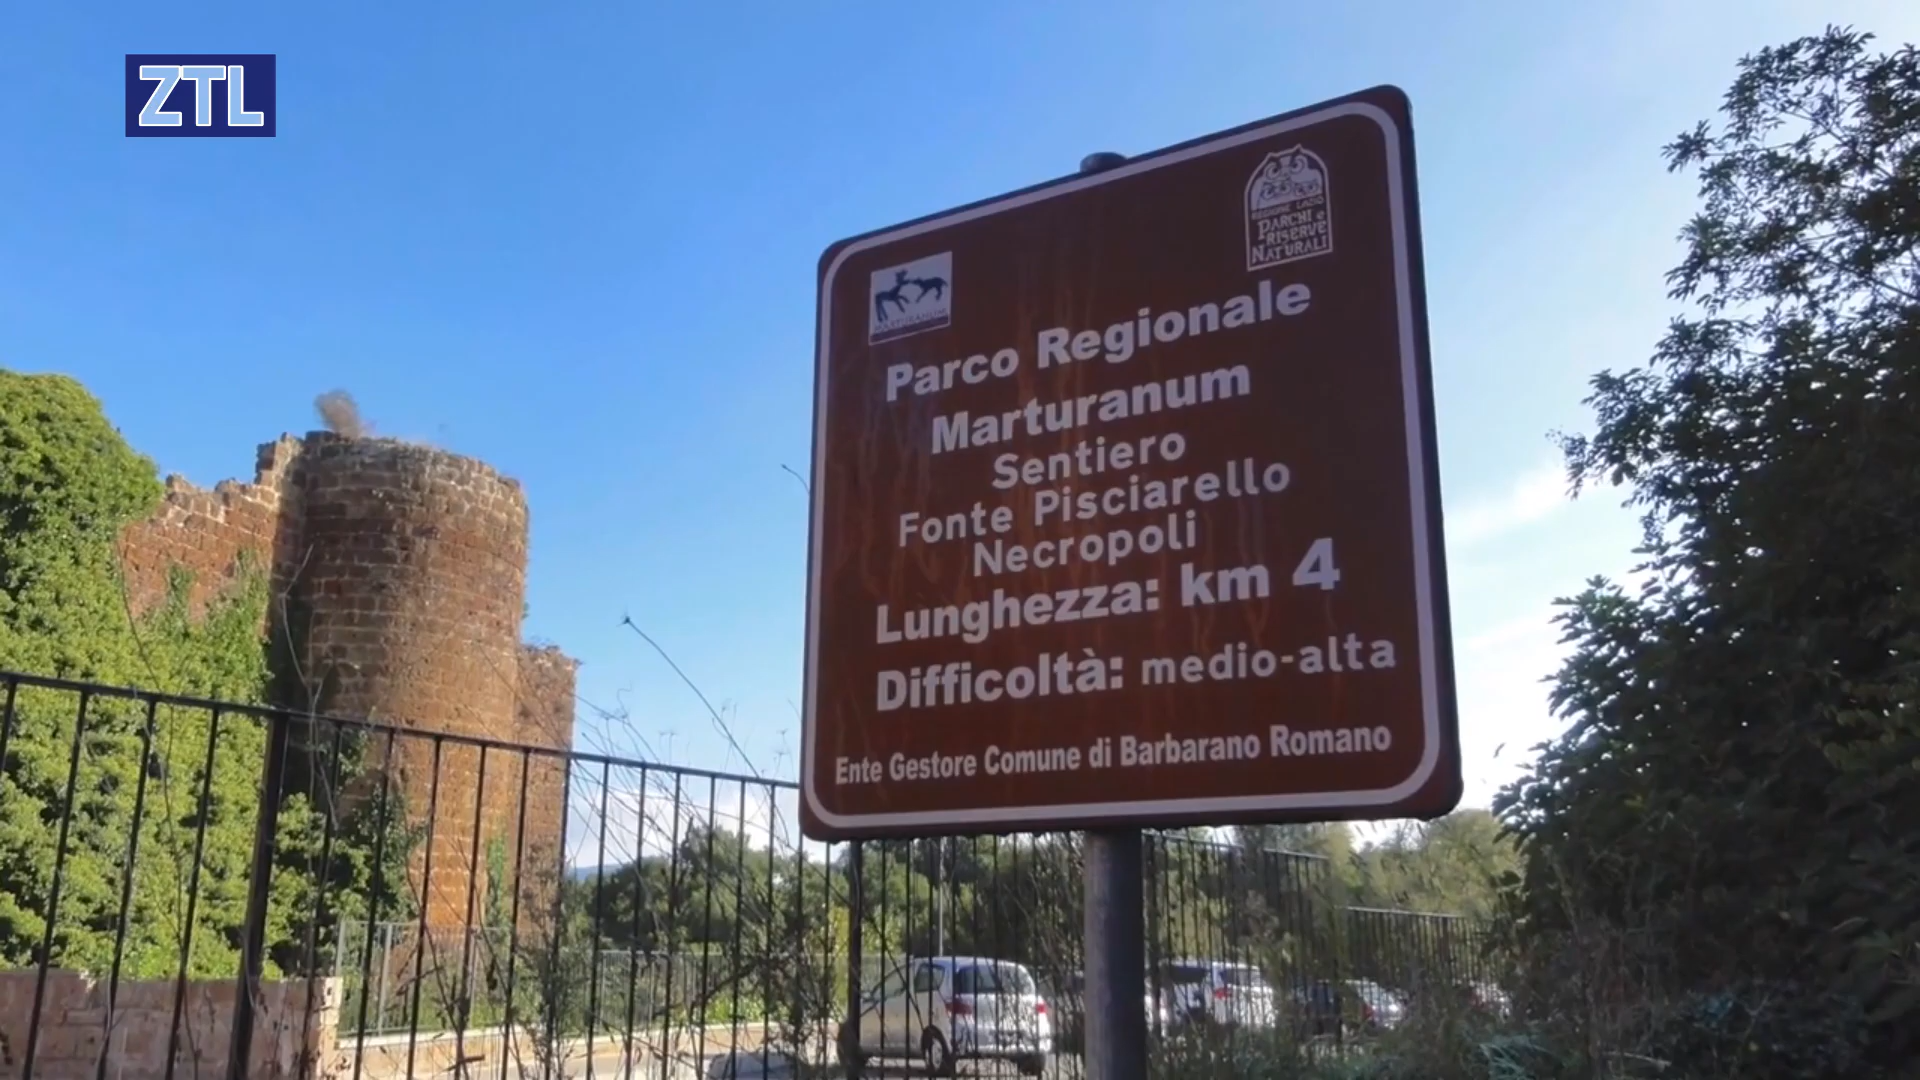 ZTL
REGIONE LAZIO
PARCHI e
RISERVE
NATURALI
MARTURANUM
Parco Regionale
Marturanum
Sentiero
Fonte Pisciarello
Necropoli
Lunghezza: km 4
Difficoltà: medio-alta
Ente Gestore Comune di Barbarano Romano